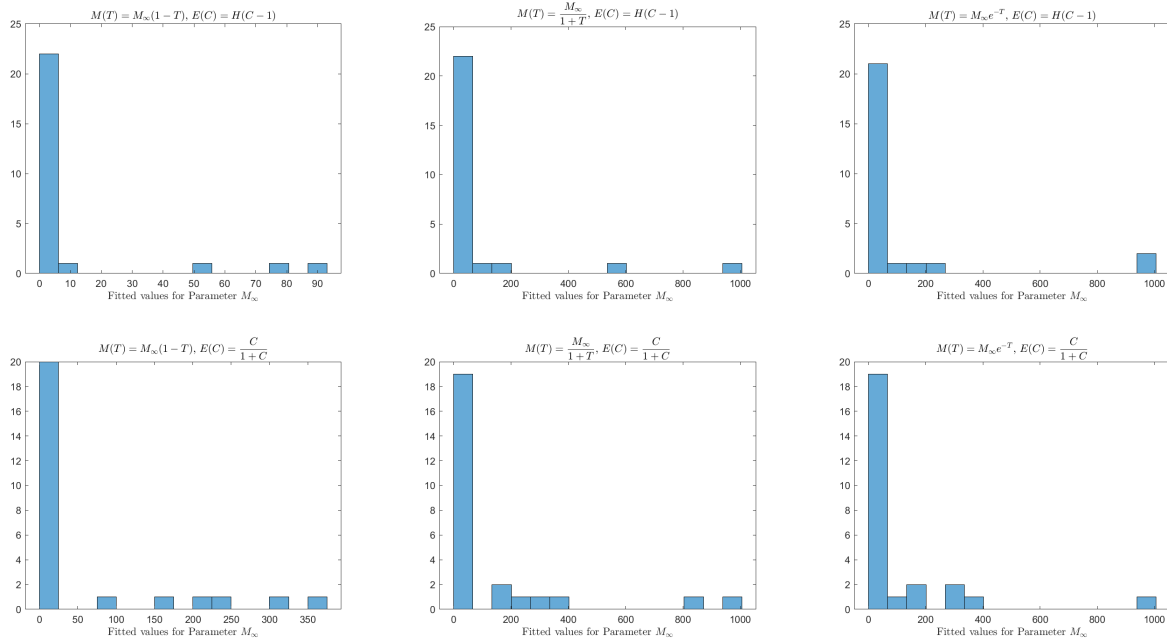 M(T) = M∞(1 − T), E(C) = H(C − 1)
25
20
15
10
5
0
0 10 20 30 40 50 60 70 80 90
Fitted values for Parameter M∞
M(T) = M∞/(1 + T), E(C) = H(C − 1)
25
20
15
10
5
0
0 200 400 600 800 1000
Fitted values for Parameter M∞
M(T) = M∞e^−T, E(C) = H(C − 1)
25
20
15
10
5
0
0 200 400 600 800 1000
Fitted values for Parameter M∞
M(T) = M∞(1 − T), E(C) = C/(1 + C)
20
18
16
14
12
10
8
6
4
2
0
0 50 100 150 200 250 300 350
Fitted values for Parameter M∞
M(T) = M∞/(1 + T), E(C) = C/(1 + C)
20
18
16
14
12
10
8
6
4
2
0
0 200 400 600 800 1000
Fitted values for Parameter M∞
M(T) = M∞e^−T, E(C) = C/(1 + C)
20
18
16
14
12
10
8
6
4
2
0
0 200 400 600 800 1000
Fitted values for Parameter M∞